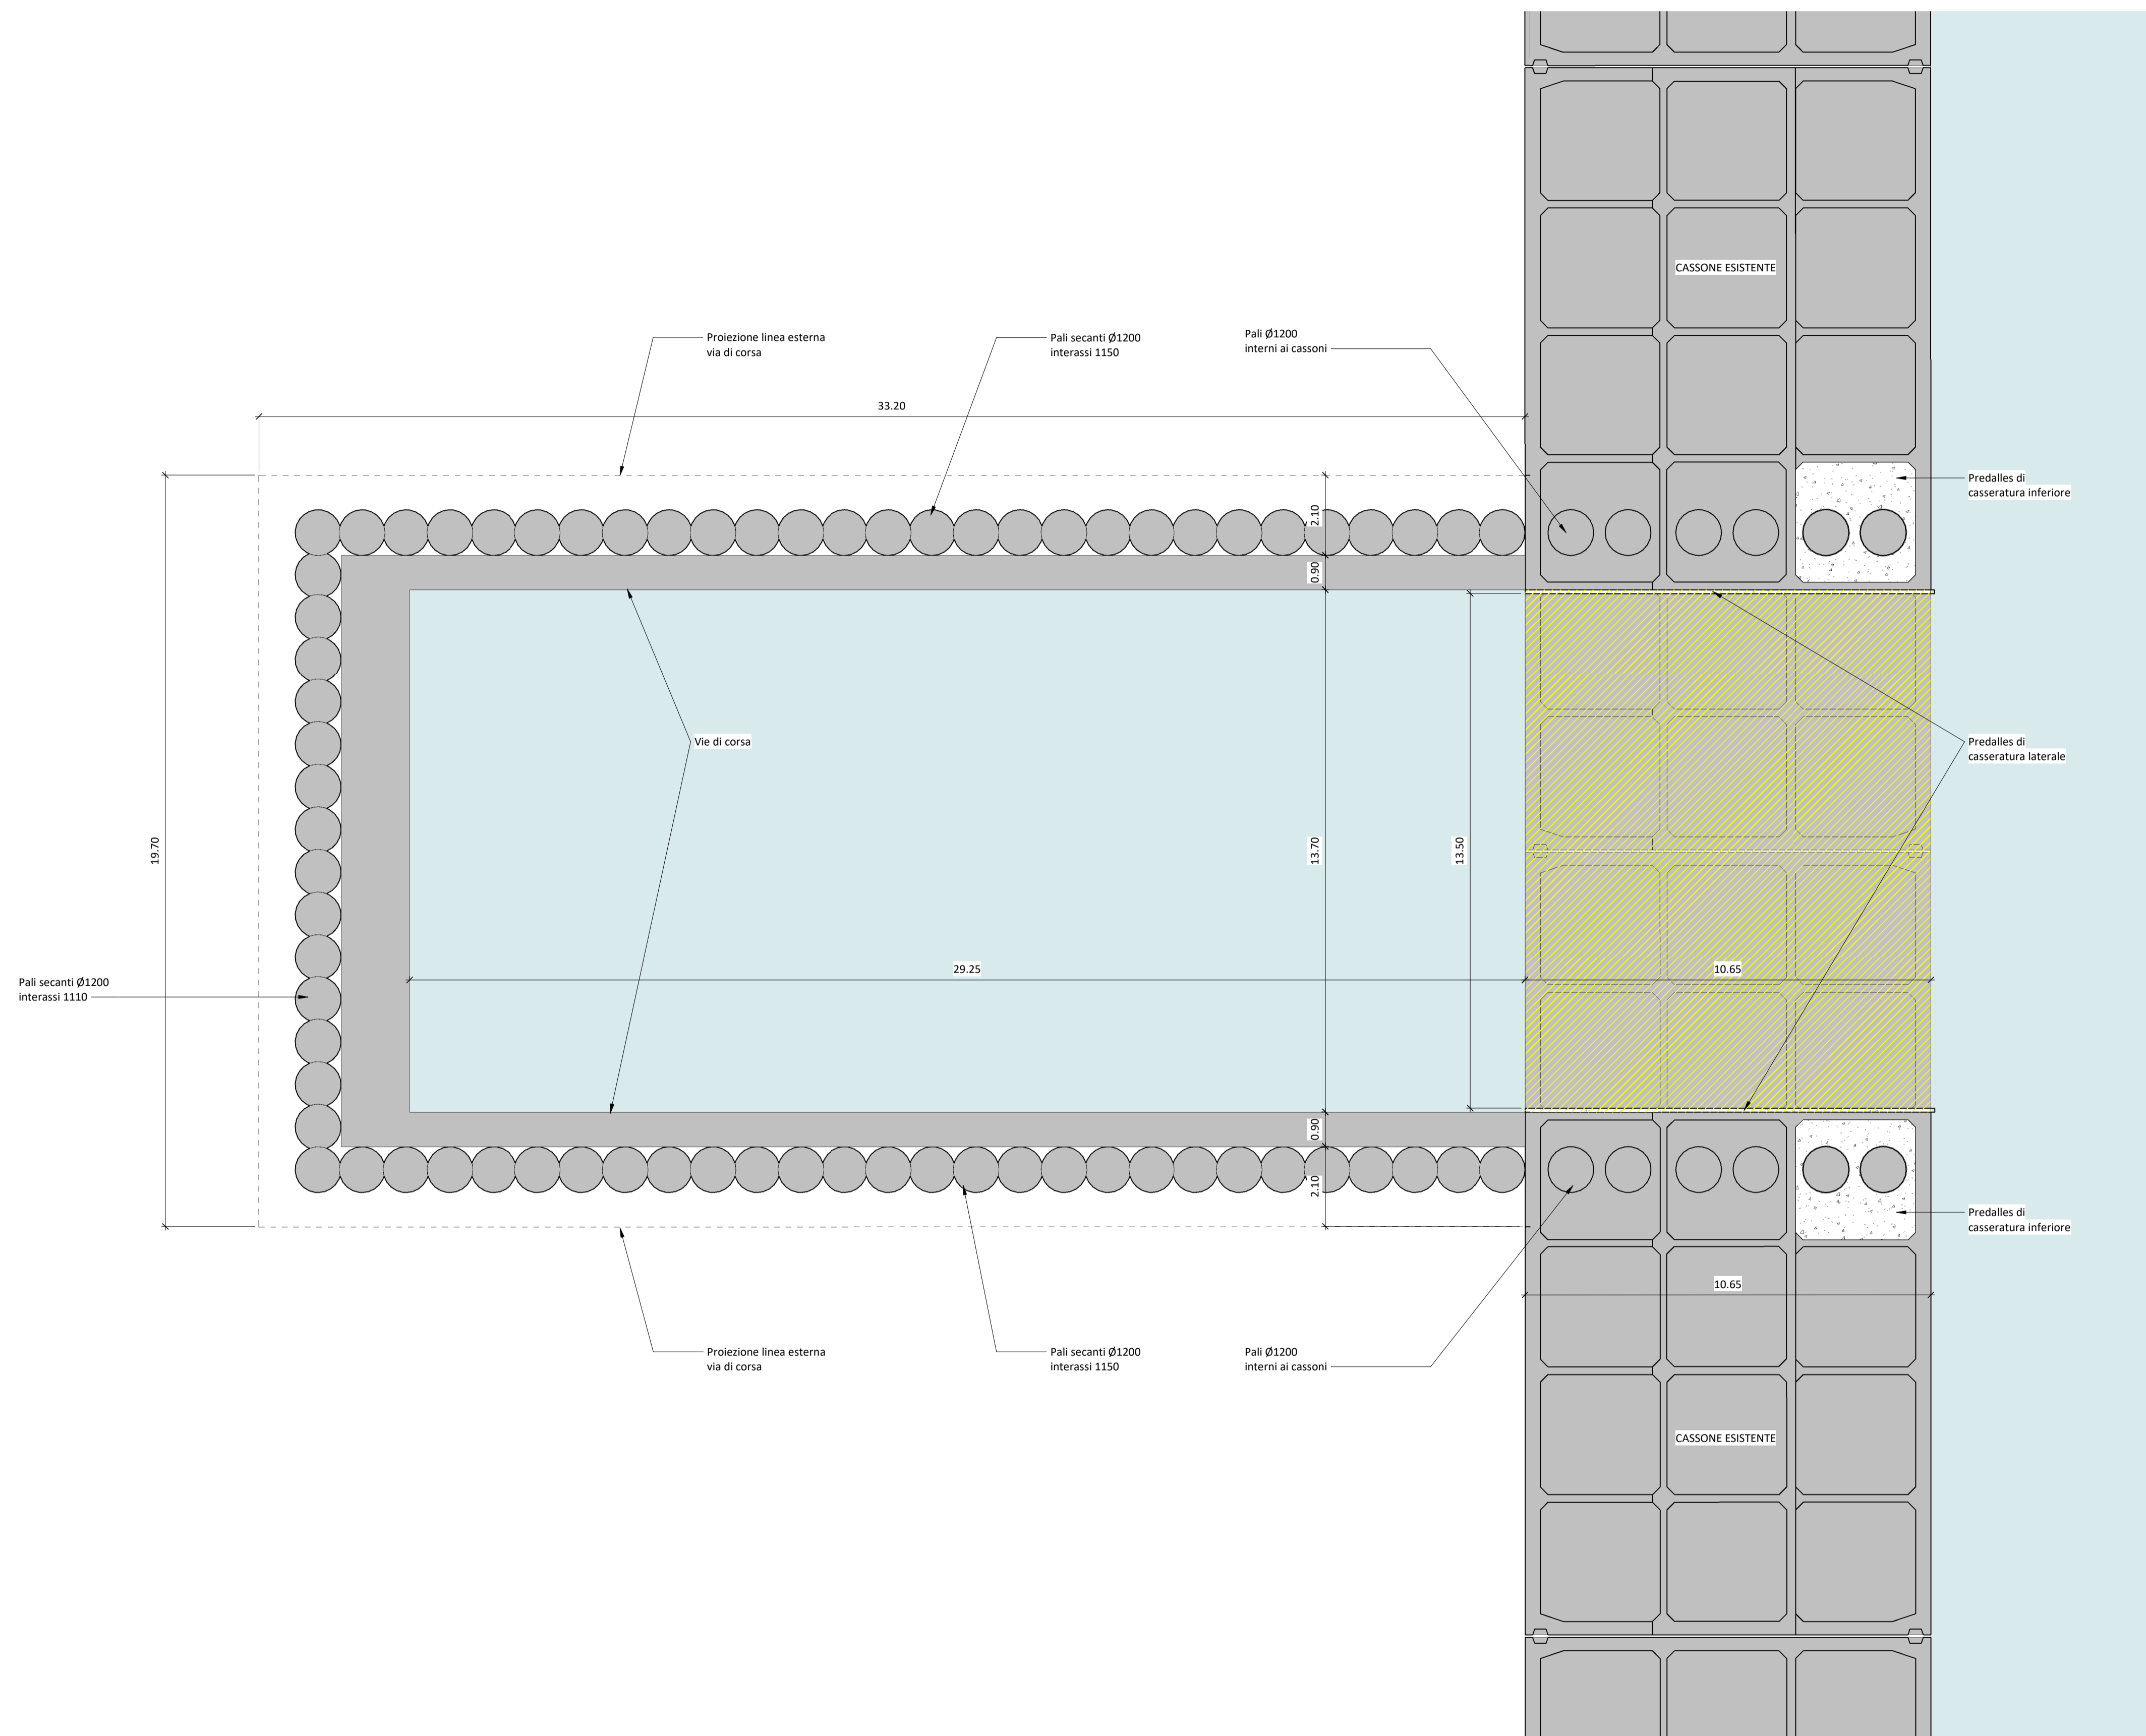 CASSONE ESISTENTE
Proiezione linea esterna
via di corsa
Pali secanti Ø1200
interassi 1150
Pali Ø1200
interni ai cassoni
33.20
Predalles di
casseratura inferiore
2.10
0.90
Vie di corsa
Predalles di
casseratura laterale
19.70
13.70
13.50
29.25
10.65
Pali secanti Ø1200
interassi 1110
0.90
2.10
Predalles di
casseratura inferiore
10.65
Proiezione linea esterna
via di corsa
Pali secanti Ø1200
interassi 1150
Pali Ø1200
interni ai cassoni
CASSONE ESISTENTE